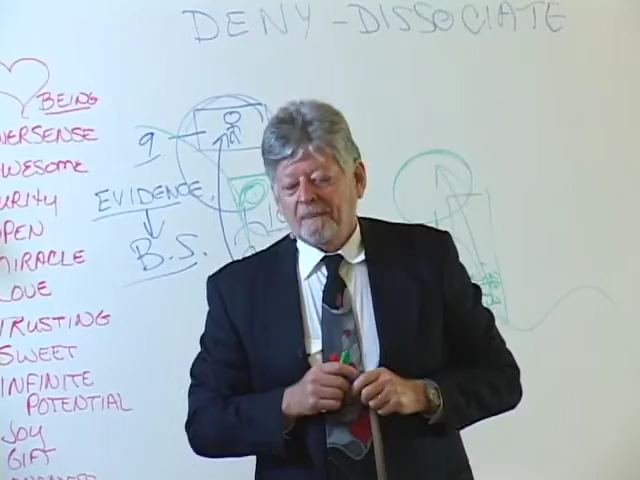 DENY - DISSOCIATE
BEING
AWESOME
OPEN
MIRACLE
LOVE
TRUSTING
SWEET
INFINITE
POTENTIAL
JOY
GIFT
9
EVIDENCE
B.S.